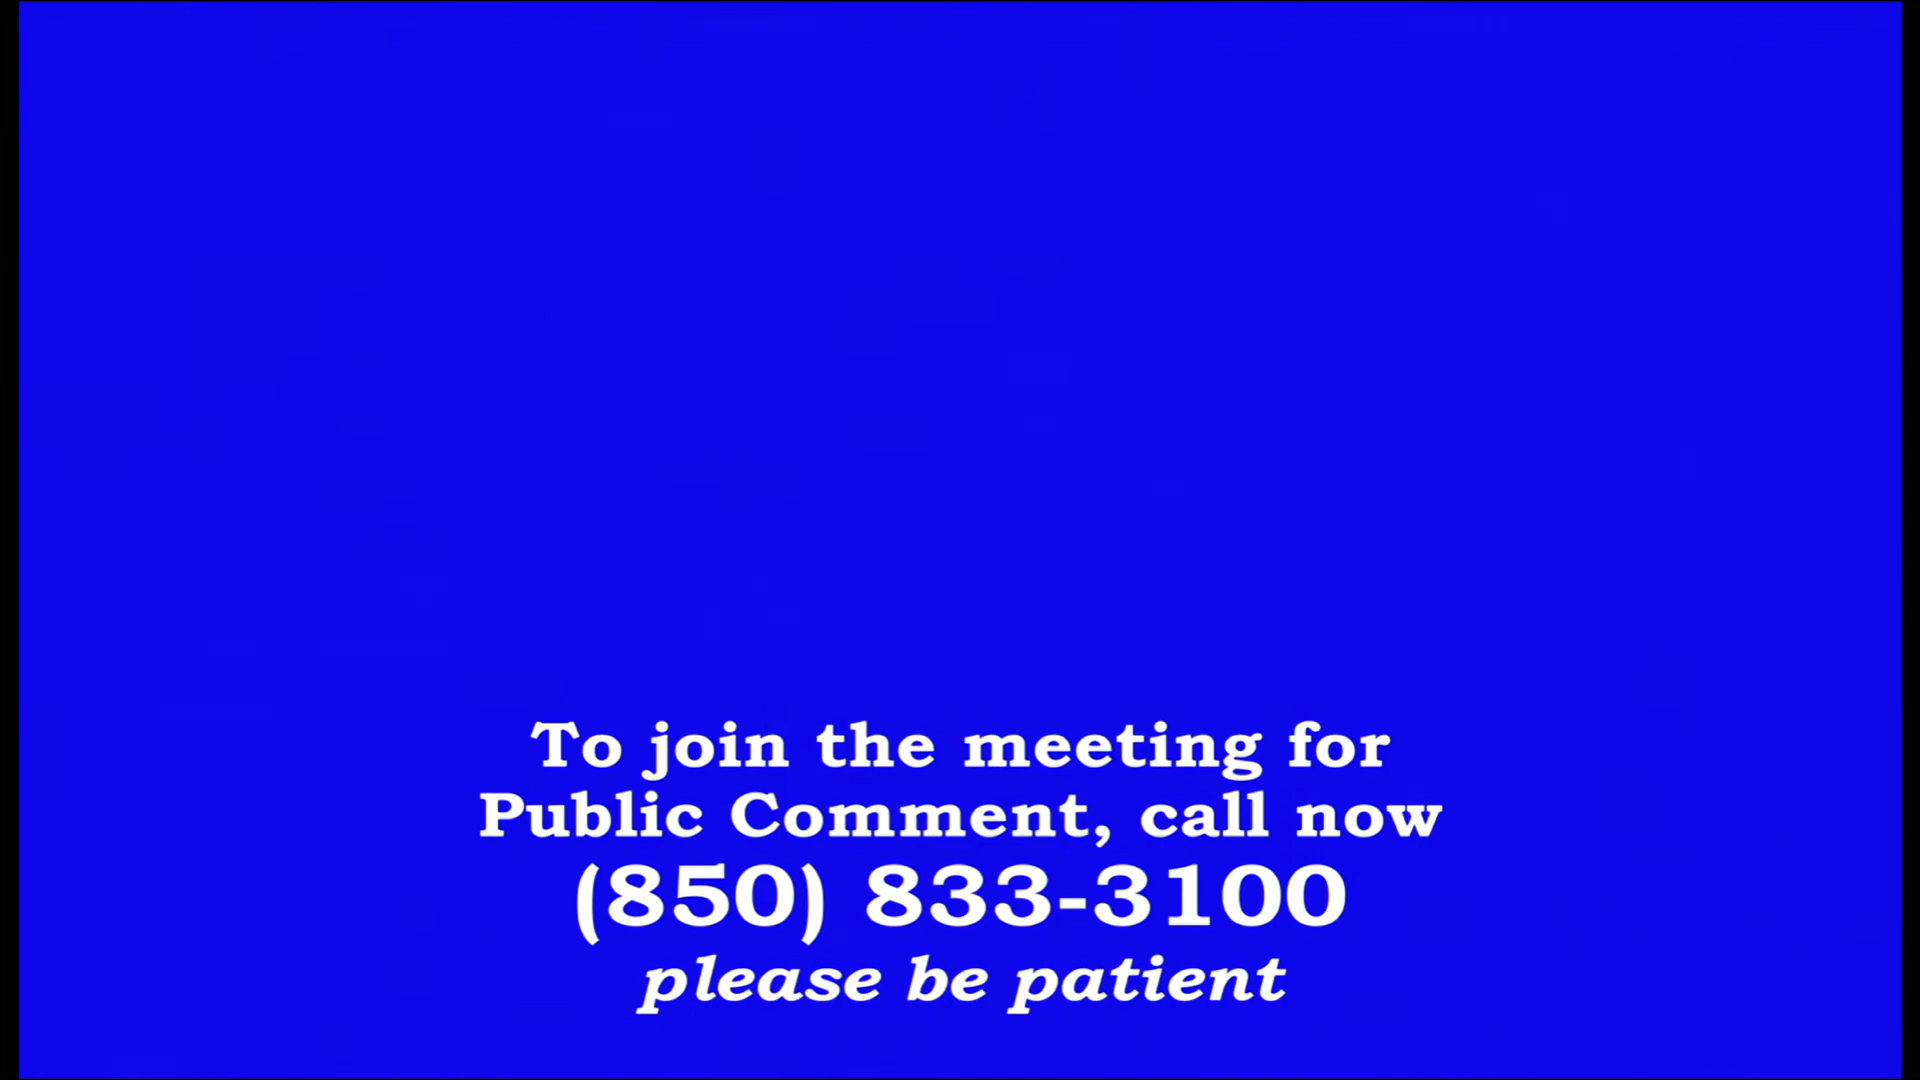 To join the meeting for
Public Comment, call now
(850) 833-3100
please be patient